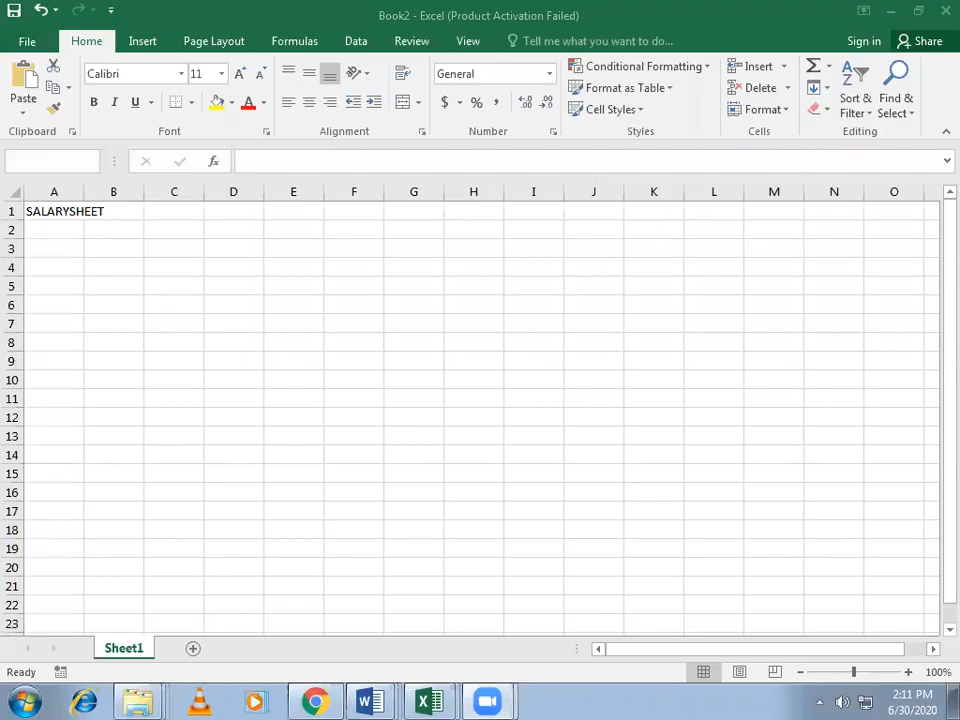 Book2 - Excel (Product Activation Failed)
File Home Insert Page Layout Formulas Data Review View Tell me what you want to do... Sign in Share
Paste Calibri 11 General Conditional Formatting Format as Table Cell Styles Insert Delete Format Sort & Filter Find & Select
Clipboard Font Alignment Number Styles Cells Editing
A B C D E F G H I J K L M N O
1 SALARYSHEET
2
3
4
5
6
7
8
9
10
11
12
13
14
15
16
17
18
19
20
21
22
23
Sheet1
Ready 100%
2:11 PM
6/30/2020